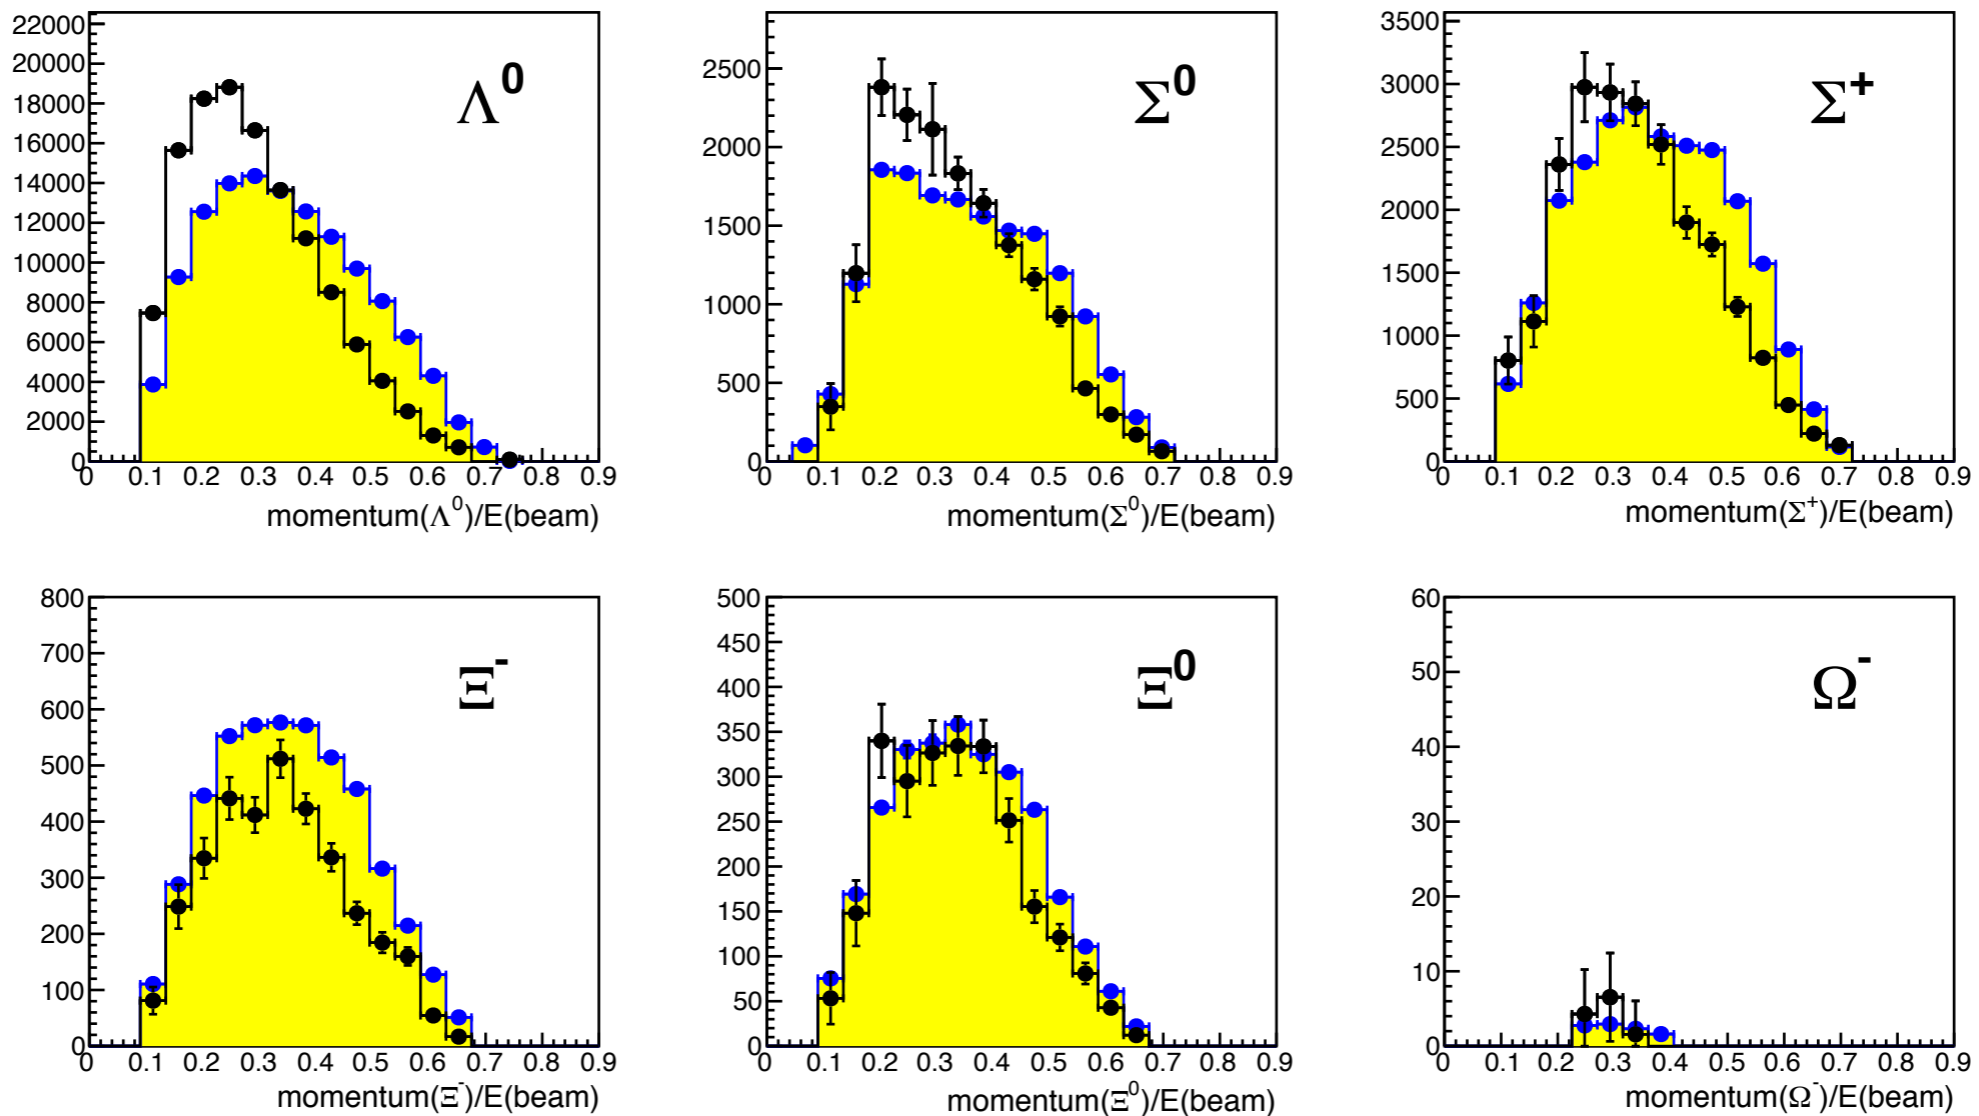 22000
20000
18000
16000
14000
12000
10000
8000
6000
4000
2000
0
0 0.1 0.2 0.3 0.4 0.5 0.6 0.7 0.8 0.9
Λ⁰
momentum(Λ⁰)/E(beam)
2500
2000
1500
1000
500
0
0 0.1 0.2 0.3 0.4 0.5 0.6 0.7 0.8 0.9
Σ⁰
momentum(Σ⁰)/E(beam)
3500
3000
2500
2000
1500
1000
500
0
0 0.1 0.2 0.3 0.4 0.5 0.6 0.7 0.8 0.9
Σ⁺
momentum(Σ⁺)/E(beam)
800
700
600
500
400
300
200
100
0
0 0.1 0.2 0.3 0.4 0.5 0.6 0.7 0.8 0.9
Ξ⁻
momentum(Ξ⁻)/E(beam)
500
450
400
350
300
250
200
150
100
50
0
0 0.1 0.2 0.3 0.4 0.5 0.6 0.7 0.8 0.9
Ξ⁰
momentum(Ξ⁰)/E(beam)
60
50
40
30
20
10
0
0 0.1 0.2 0.3 0.4 0.5 0.6 0.7 0.8 0.9
Ω⁻
momentum(Ω⁻)/E(beam)